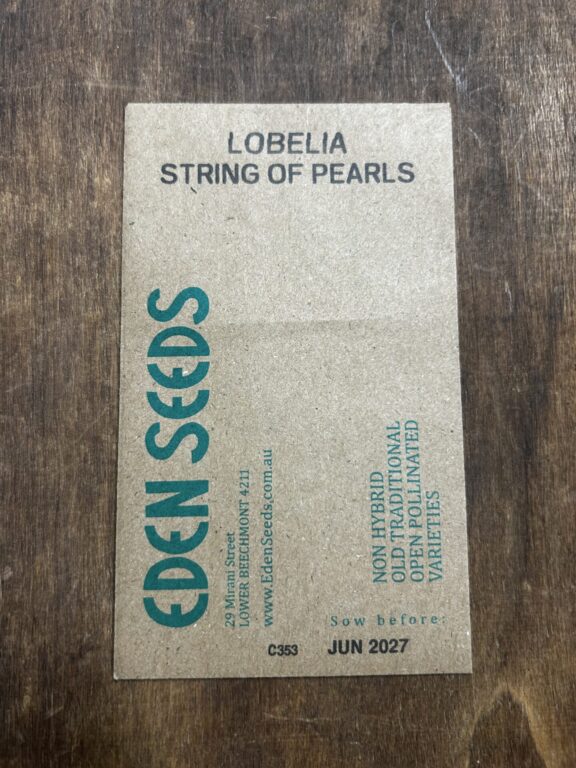 LOBELIA
STRING OF PEARLS
EDEN SEEDS
29 Mirani Street
LOWER BEECHMONT 4211
www.EdenSeeds.com.au
NON HYBRID
OLD TRADITIONAL
OPEN POLLINATED
VARIETIES
Sow before:
C353 JUN 2027